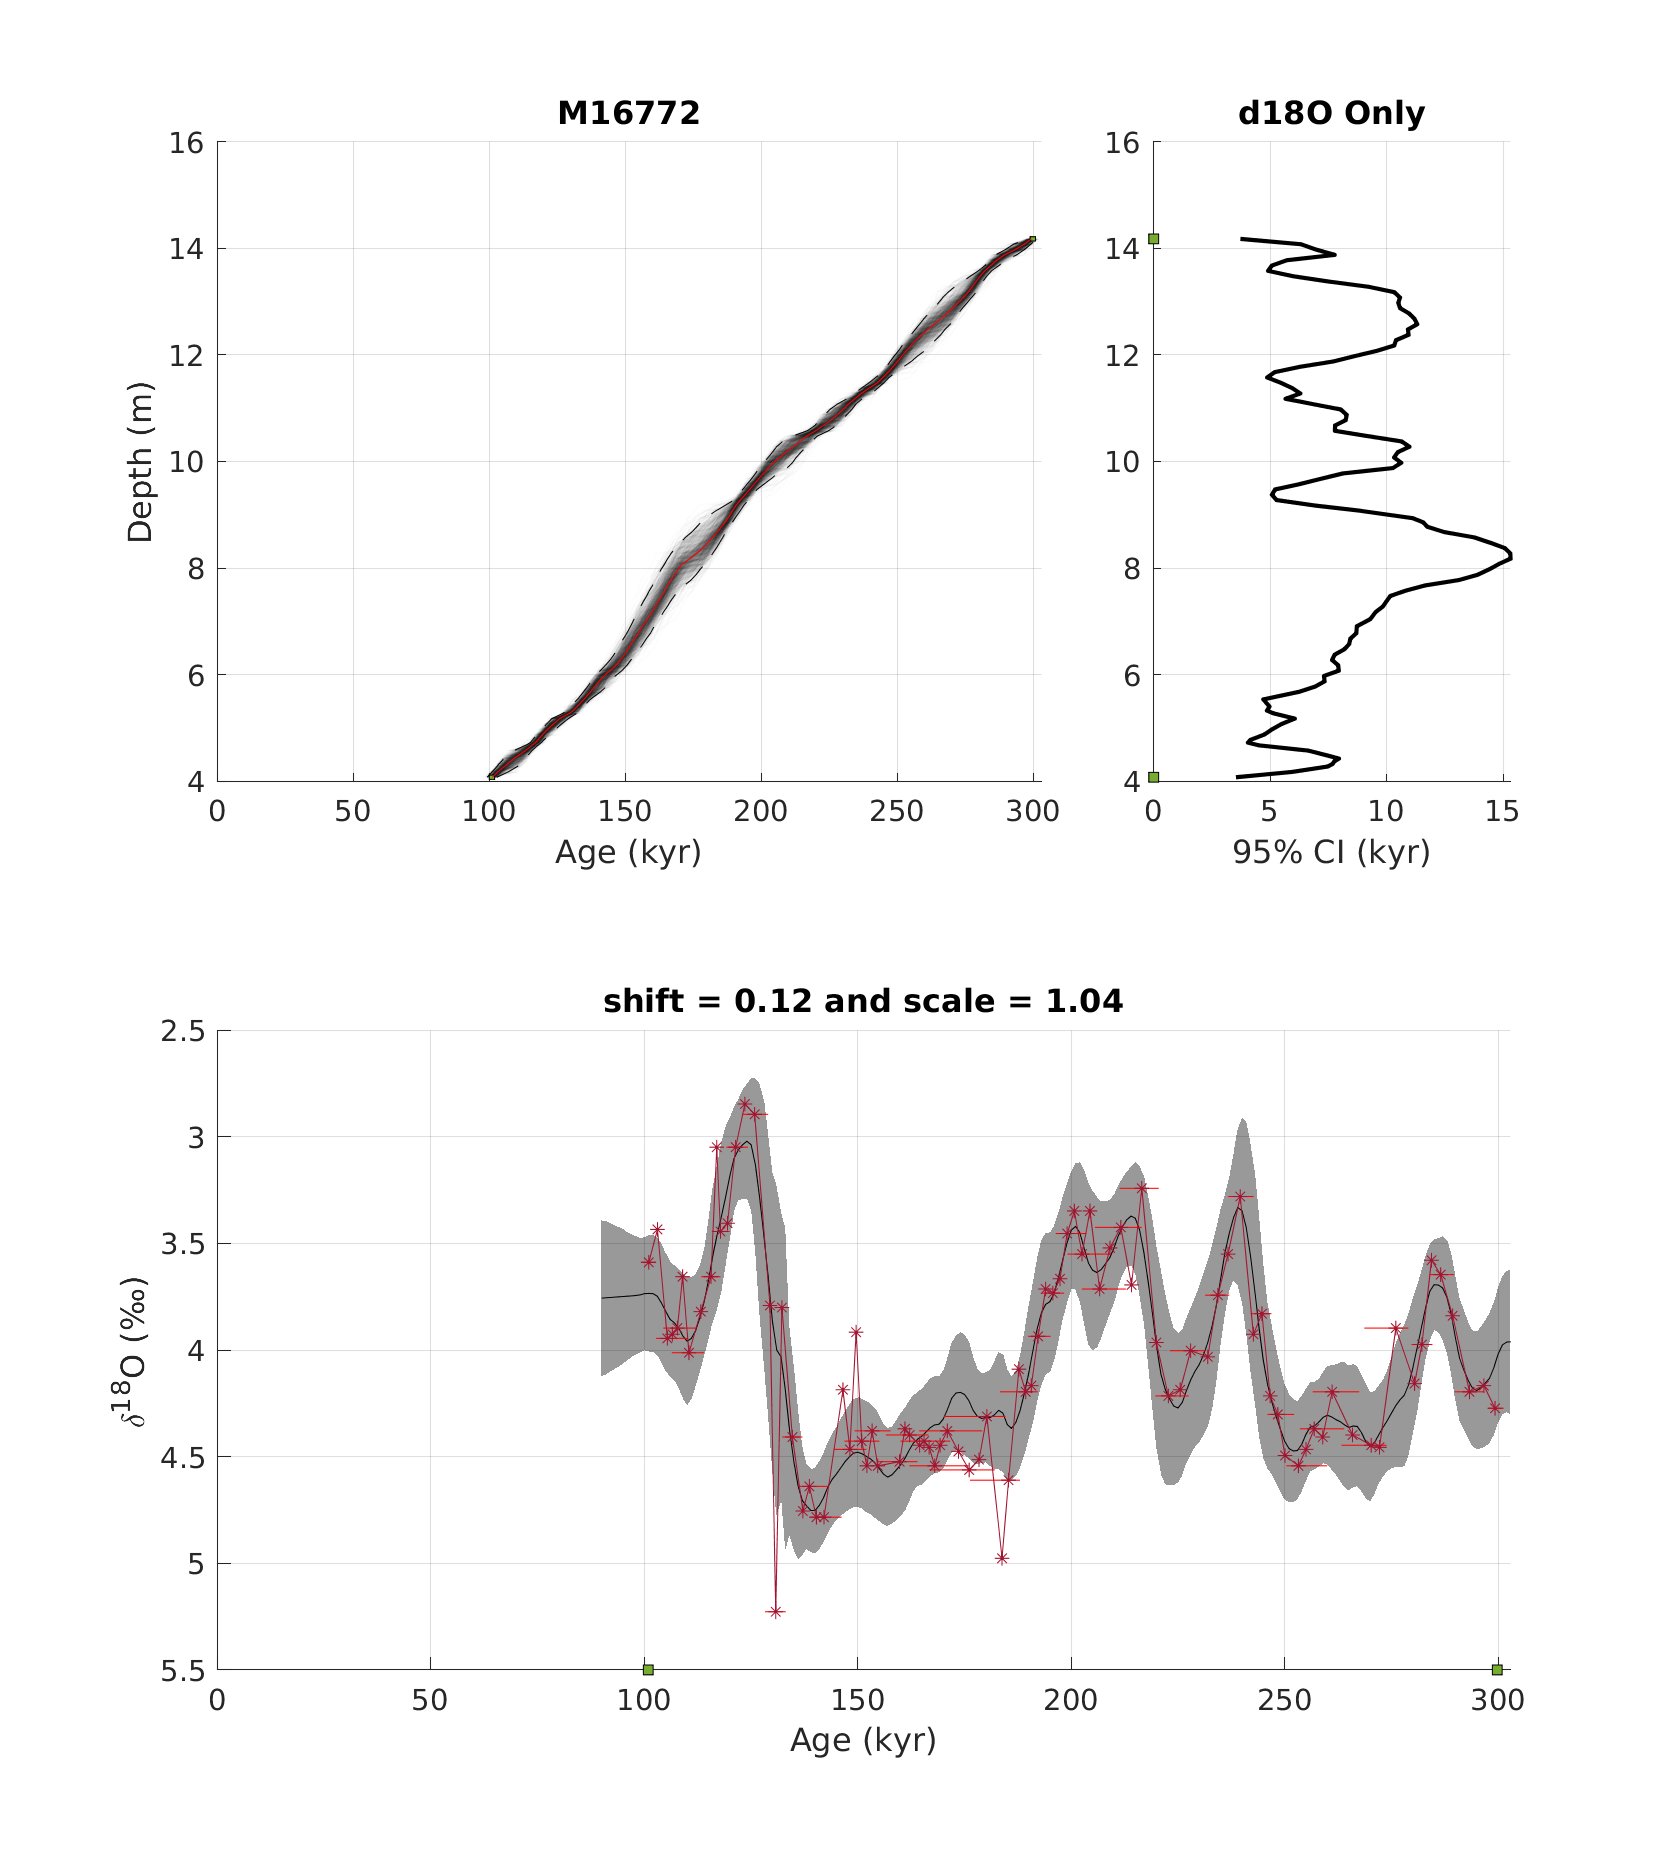 M16772
16
14
12
10
8
6
4
Depth (m)
0 50 100 150 200 250 300
Age (kyr)
d18O Only
16
14
12
10
8
6
4
0 5 10 15
95% CI (kyr)
shift = 0.12 and scale = 1.04
2.5
3
3.5
4
4.5
5
5.5
δ18O (‰)
0 50 100 150 200 250 300
Age (kyr)